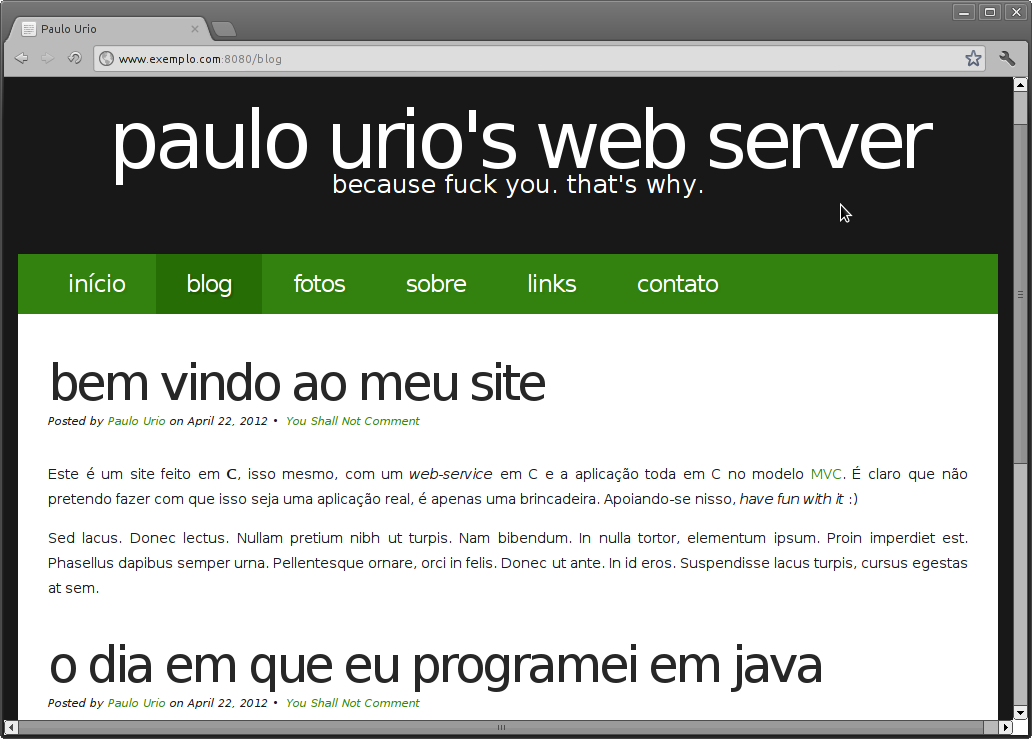 Paulo Urio
www.exemplo.com:8080/blog
paulo urio's web server
because fuck you. that's why.
início blog fotos sobre links contato
bem vindo ao meu site
Posted by Paulo Urio on April 22, 2012 • You Shall Not Comment
Este é um site feito em C, isso mesmo, com um web-service em C e a aplicação toda em C no modelo MVC. É claro que não
pretendo fazer com que isso seja uma aplicação real, é apenas uma brincadeira. Apoiando-se nisso, have fun with it :)
Sed lacus. Donec lectus. Nullam pretium nibh ut turpis. Nam bibendum. In nulla tortor, elementum ipsum. Proin imperdiet est.
Phasellus dapibus semper urna. Pellentesque ornare, orci in felis. Donec ut ante. In id eros. Suspendisse lacus turpis, cursus egestas
at sem.
o dia em que eu programei em java
Posted by Paulo Urio on April 22, 2012 • You Shall Not Comment